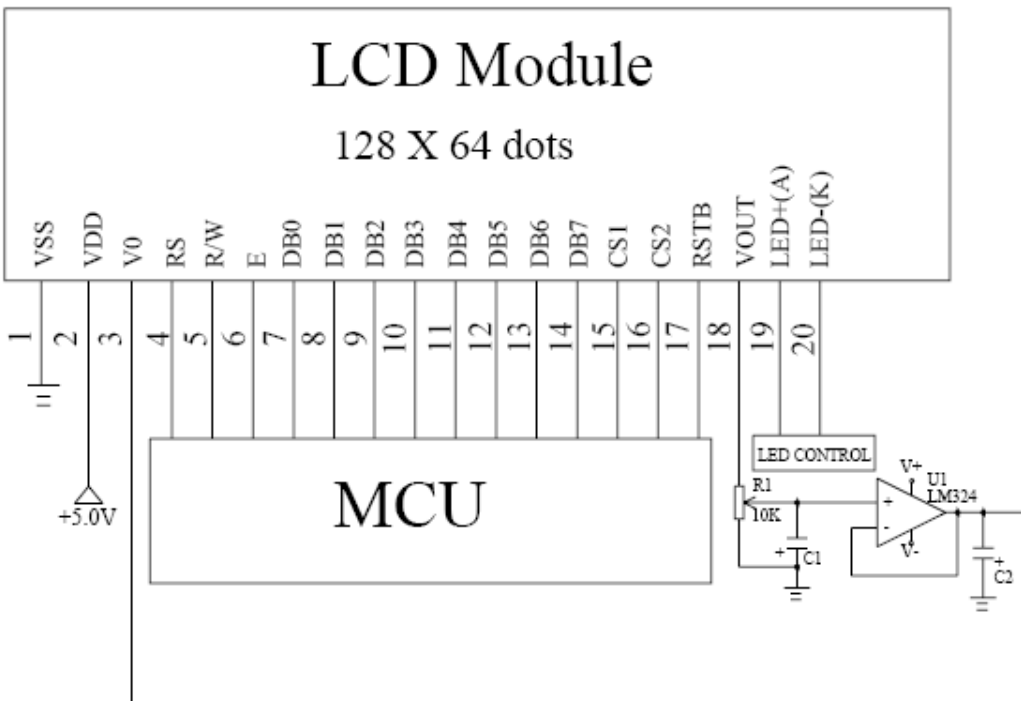 LCD Module
128 X 64 dots
VSS
VDD
V0
RS
R/W
E
DB0
DB1
DB2
DB3
DB4
DB5
DB6
DB7
CS1
CS2
RSTB
VOUT
LED+(A)
LED-(K)
1
2
3
4
5
6
7
8
9
10
11
12
13
14
15
16
17
18
19
20
LED CONTROL
MCU
+5.0V
R1
10K
+
C1
V+
U1
LM324
+
-
V-
+
C2